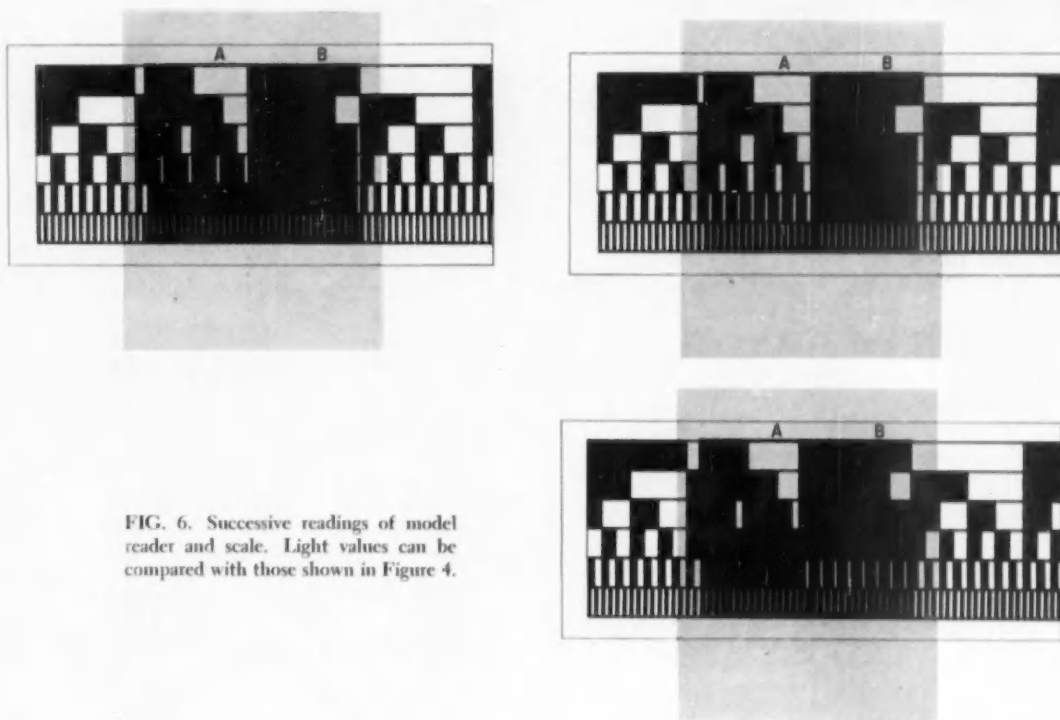 A B
A B
A B
FIG. 6. Successive readings of model
reader and scale. Light values can be
compared with those shown in Figure 4.